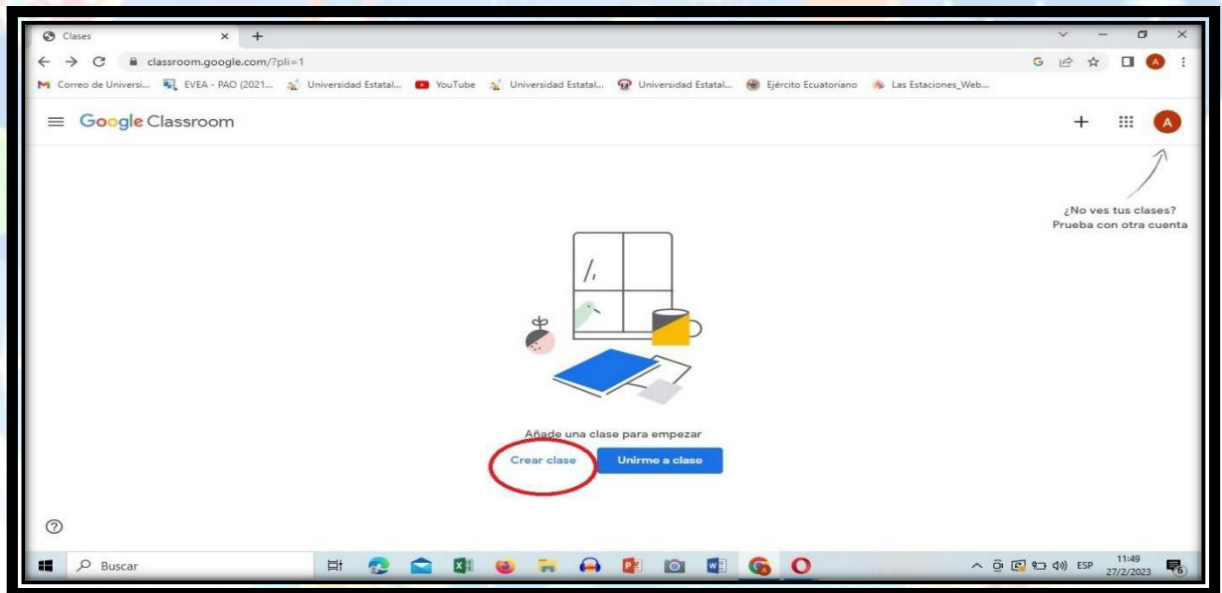 Clases
classroom.google.com/?pli=1
Correo de Universi... EVEA - PAO (2021... Universidad Estatal... YouTube Universidad Estatal... Universidad Estatal... Ejército Ecuatoriano Las Estaciones_Web...
Google Classroom
A
¿No ves tus clases?
Prueba con otra cuenta
Añade una clase para empezar
Crear clase Unirme a clase
Buscar
ESP
11:49
27/2/2023
6